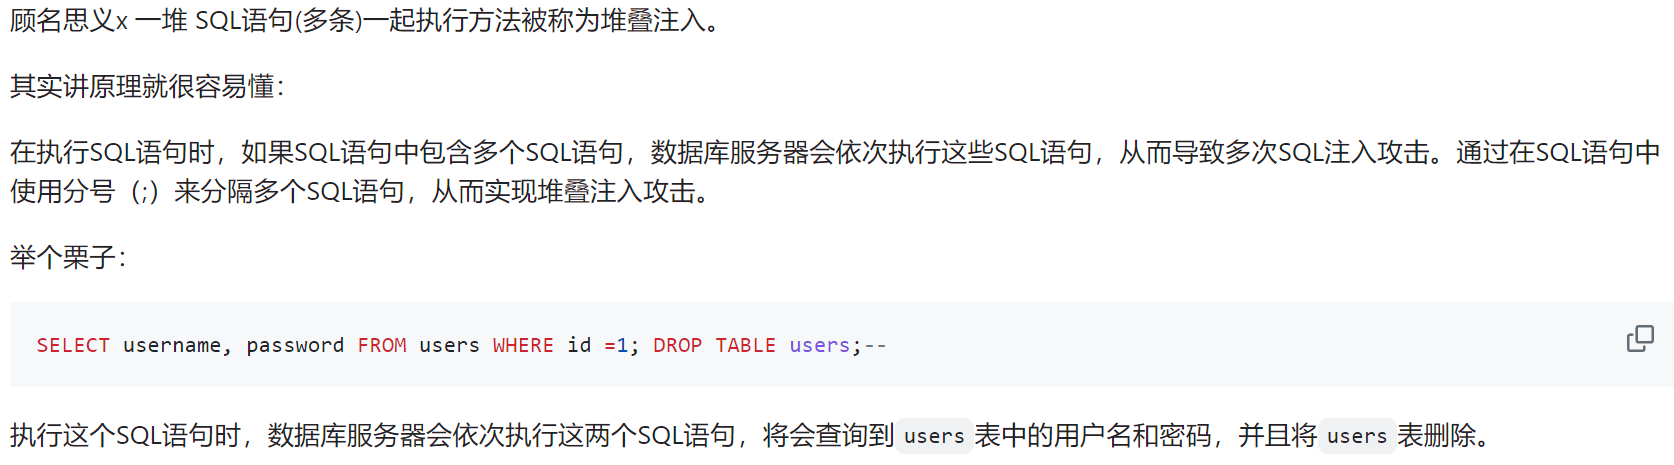 顾名思义x 一堆 SQL语句(多条)一起执行方法被称为堆叠注入。
其实讲原理就很容易懂：
在执行SQL语句时，如果SQL语句中包含多个SQL语句，数据库服务器会依次执行这些SQL语句，从而导致多次SQL注入攻击。通过在SQL语句中
使用分号（;）来分隔多个SQL语句，从而实现堆叠注入攻击。
举个栗子：
SELECT username, password FROM users WHERE id =1; DROP TABLE users;--
执行这个SQL语句时，数据库服务器会依次执行这两个SQL语句，将会查询到 users 表中的用户名和密码，并且将 users 表删除。